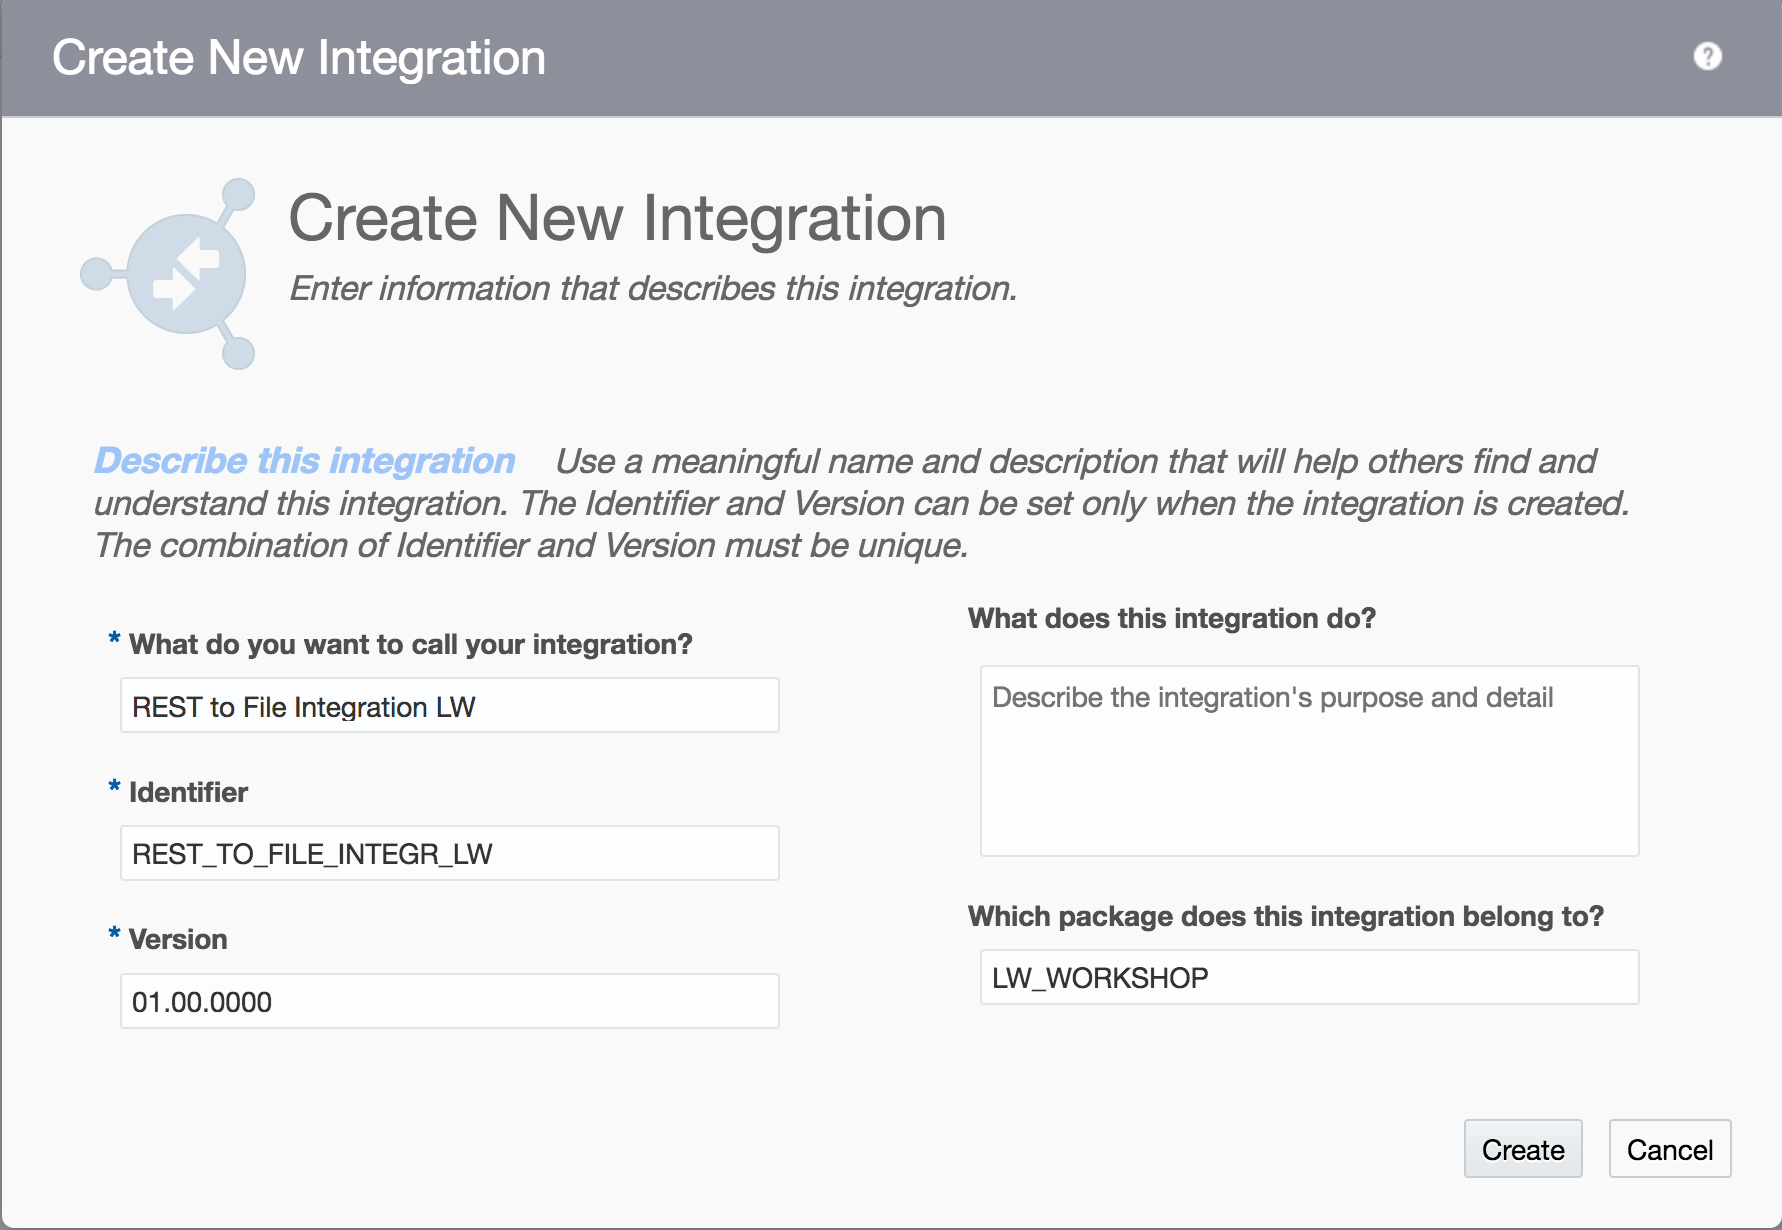 Create New Integration
Create New Integration
Enter information that describes this integration.
Describe this integration Use a meaningful name and description that will help others find and
understand this integration. The Identifier and Version can be set only when the integration is created.
The combination of Identifier and Version must be unique.
* What do you want to call your integration?
REST to File Integration LW
* Identifier
REST_TO_FILE_INTEGR_LW
* Version
01.00.0000
What does this integration do?
Describe the integration's purpose and detail
Which package does this integration belong to?
LW_WORKSHOP
Create
Cancel